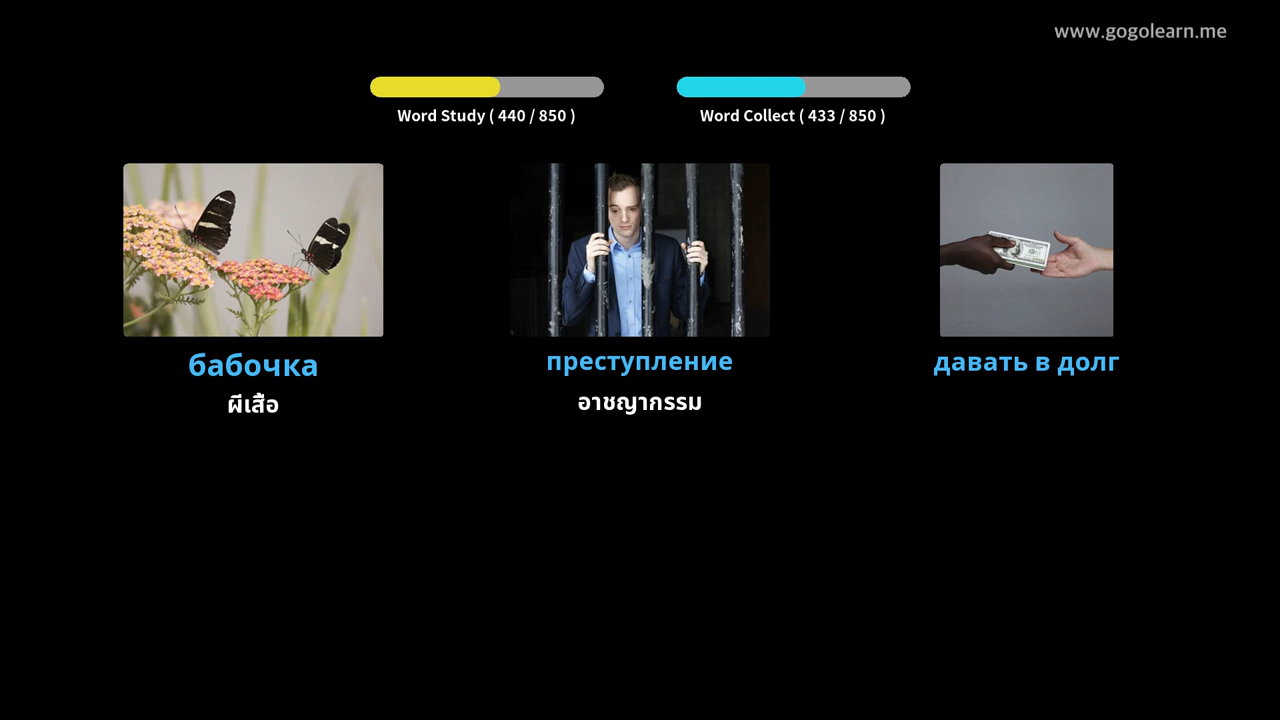 www.gogolearn.me
Word Study ( 440 / 850 )
Word Collect ( 433 / 850 )
бабочка
ผีเสื้อ
преступление
อาชญากรรม
давать в долг